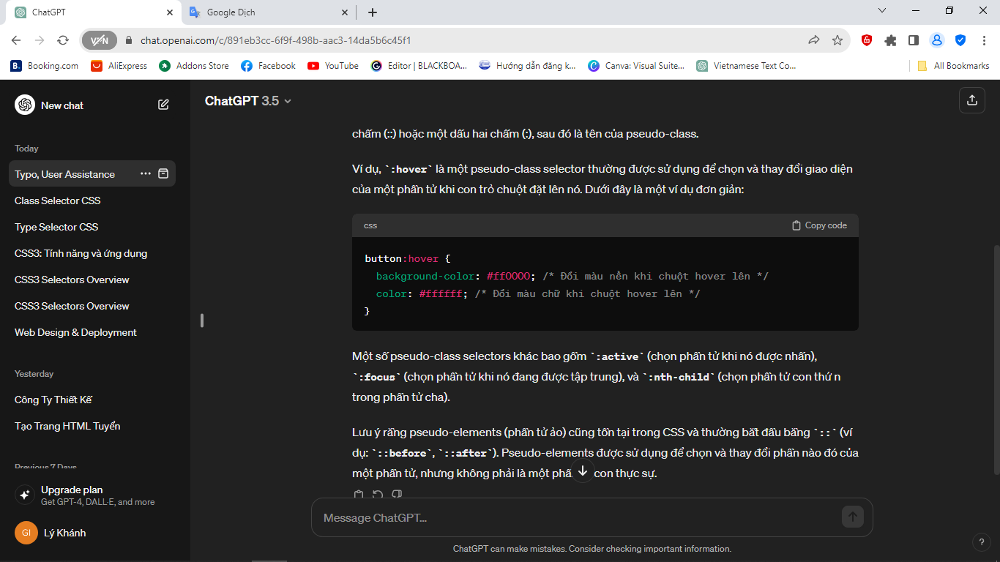 ChatGPT
Google Dịch
VPN
chat.openai.com/c/891eb3cc-6f9f-498b-aac3-14da5b6c45f1
B. Booking.com
AliExpress
Addons Store
Facebook
YouTube
Editor | BLACKBOA...
Hướng dẫn đăng k...
Canva: Visual Suite...
Vietnamese Text Co...
All Bookmarks
New chat
Today
Typo, User Assistance
Class Selector CSS
Type Selector CSS
CSS3: Tính năng và ứng dụng
CSS3 Selectors Overview
CSS3 Selectors Overview
Web Design & Deployment
Yesterday
Công Ty Thiết Kế
Tạo Trang HTML Tuyển
Previous 7 Days
Upgrade plan
Get GPT-4, DALL·E, and more
GI
Lý Khánh
ChatGPT 3.5
chấm (::) hoặc một dấu hai chấm (:), sau đó là tên của pseudo-class.
Ví dụ, `:hover` là một pseudo-class selector thường được sử dụng để chọn và thay đổi giao diện
của một phần tử khi con trỏ chuột đặt lên nó. Dưới đây là một ví dụ đơn giản:
css
Copy code
button:hover {
background-color: #ff0000; /* Đổi màu nền khi chuột hover lên */
color: #ffffff; /* Đổi màu chữ khi chuột hover lên */
}
Một số pseudo-class selectors khác bao gồm `:active` (chọn phần tử khi nó được nhấn),
`:focus` (chọn phần tử khi nó đang được tập trung), và `:nth-child` (chọn phần tử con thứ n
trong phần tử cha).
Lưu ý rằng pseudo-elements (phần tử ảo) cũng tồn tại trong CSS và thường bắt đầu bằng `::` (ví
dụ: `::before`, `::after`). Pseudo-elements được sử dụng để chọn và thay đổi phần nào đó của
một phần tử, nhưng không phải là một con thực sự.
Message ChatGPT...
ChatGPT can make mistakes. Consider checking important information.
?